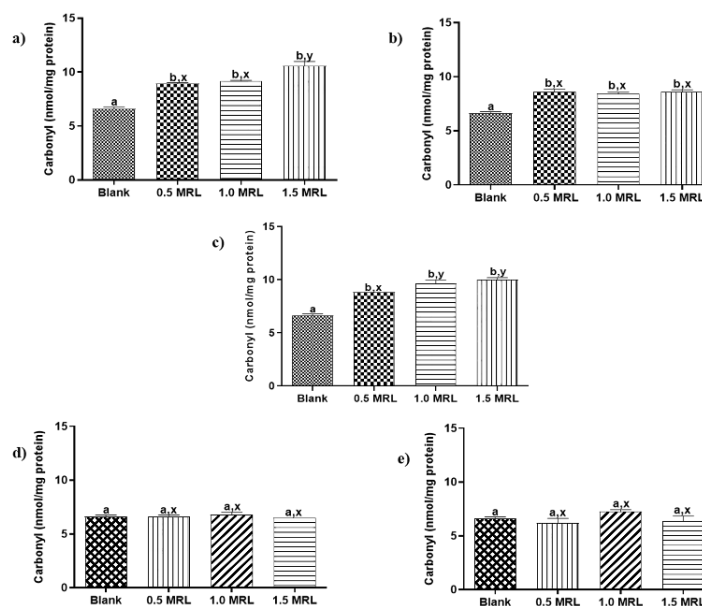 a)
Carbonyl (nmol/mg protein)
15
10
5
0
a
b,x
b,x
b,y
Blank
0.5 MRL
1.0 MRL
1.5 MRL
b)
Carbonyl (nmol/mg protein)
15
10
5
0
a
b,x
b,x
b,x
Blank
0.5 MRL
1.0 MRL
1.5 MRL
c)
Carbonyl (nmol/mg protein)
15
10
5
0
a
b,x
b,y
b,y
Blank
0.5 MRL
1.0 MRL
1.5 MRL
d)
Carbonyl (nmol/mg protein)
15
10
5
0
a
a,x
a,x
a,x
Blank
0.5 MRL
1.0 MRL
1.5 MRL
e)
Carbonyl (nmol/mg protein)
15
10
5
0
a
a,x
a,x
a,x
Blank
0.5 MRL
1.0 MRL
1.5 MRL